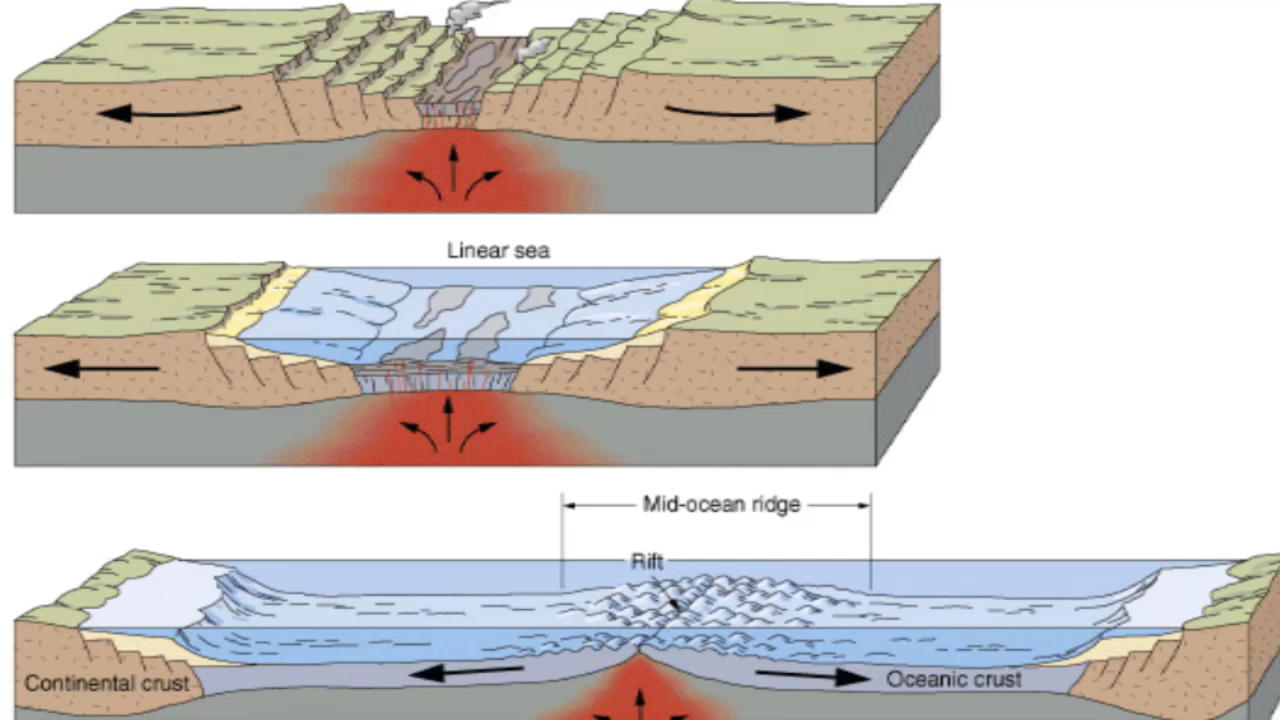 Linear sea
Mid-ocean ridge
Rift
Continental crust
Oceanic crust